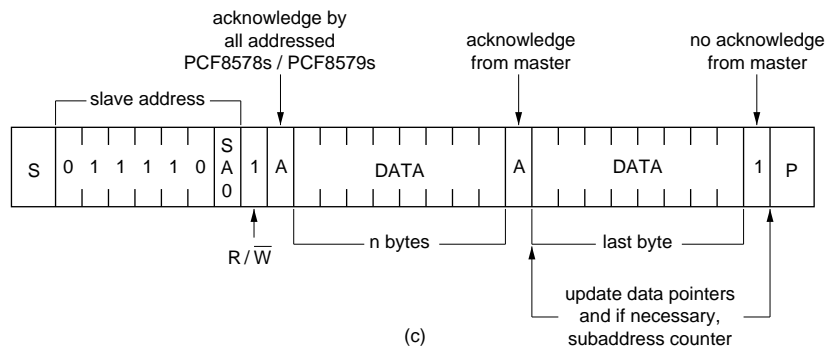 acknowledge by
all addressed
PCF8578s / PCF8579s
acknowledge
from master
no acknowledge
from master
slave address
S 0 1 1 1 1 0 S A 0 1 A DATA A DATA 1 P
R / W
n bytes
last byte
update data pointers
and if necessary,
subaddress counter
(c)